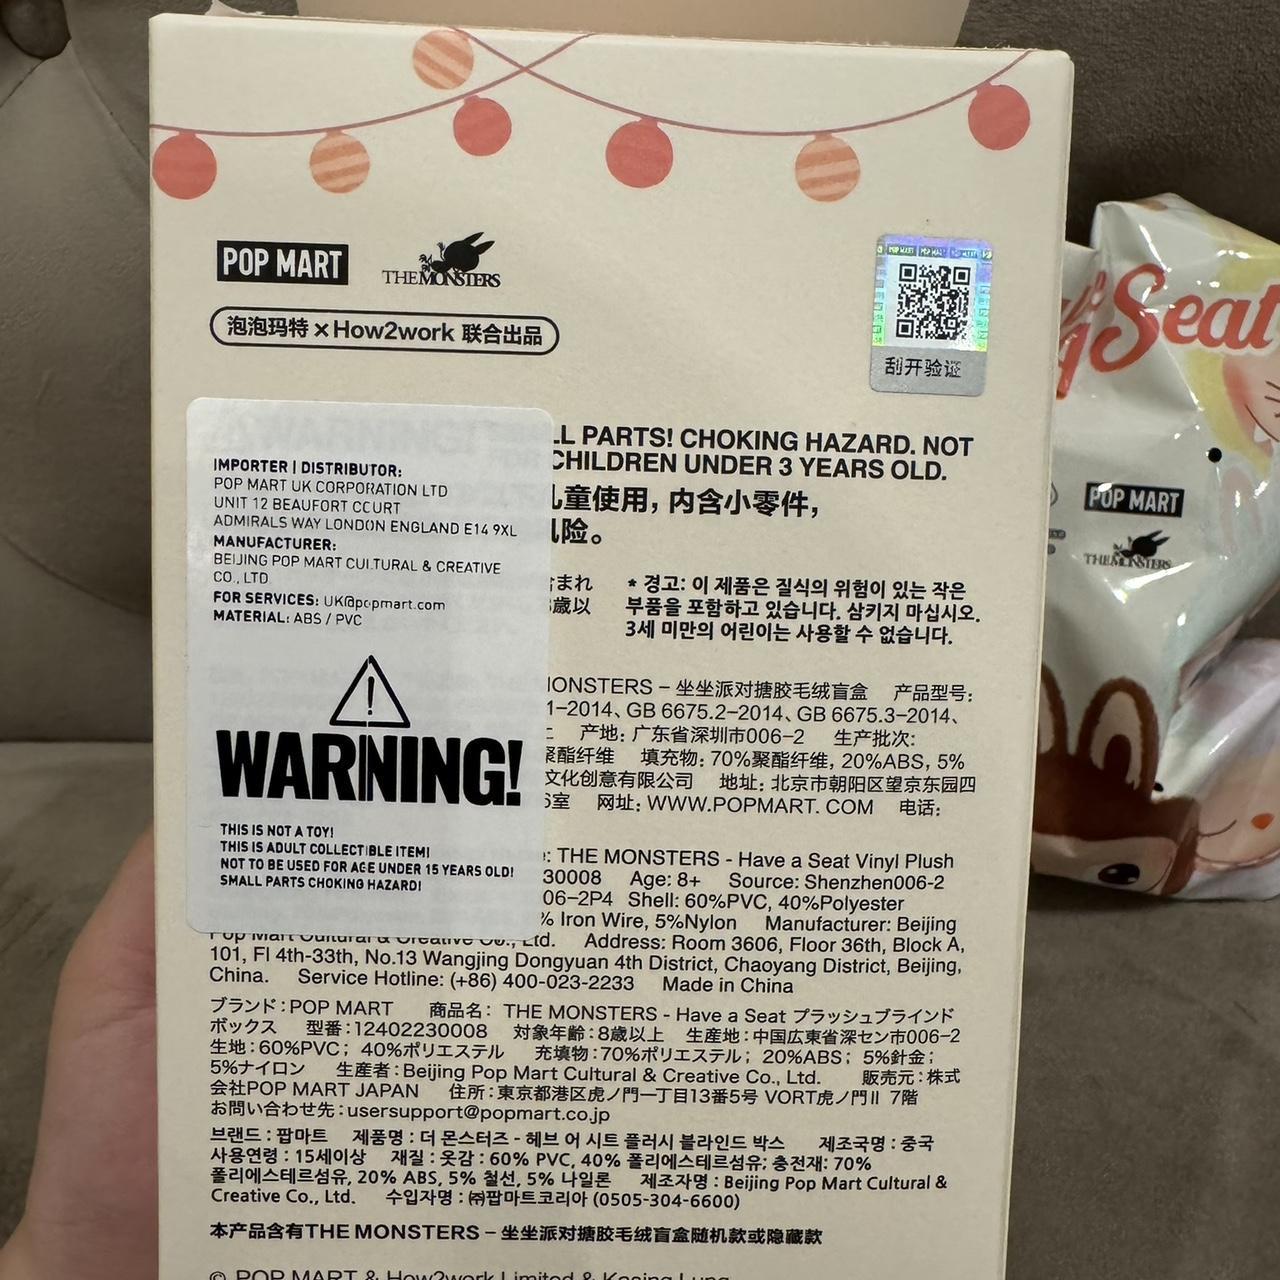 POP MART
THE MONSTERS
泡泡玛特 × How2work 联合出品
刮开验证
LL PARTS! CHOKING HAZARD. NOT
CHILDREN UNDER 3 YEARS OLD.
儿童使用，内含小零件，
险。
IMPORTER | DISTRIBUTOR:
POP MART UK CORPORATION LTD
UNIT 12 BEAUFORT COURT
ADMIRALS WAY LONDON ENGLAND E14 9XL
MANUFACTURER:
BEIJING POP MART CULTURAL & CREATIVE
CO., LTD
FOR SERVICES: UK@popmart.com
MATERIAL: ABS / PVC
WARNING!
THIS IS NOT A TOY!
THIS IS ADULT COLLECTIBLE ITEM!
NOT TO BE USED FOR AGE UNDER 15 YEARS OLD!
SMALL PARTS CHOKING HAZARD!
含まれ
歳以
* 경고: 이 제품은 질식의 위험이 있는 작은
부품을 포함하고 있습니다. 삼키지 마십시오.
3세 미만의 어린이는 사용할 수 없습니다.
MONSTERS – 坐坐派对搪胶毛绒盲盒 产品型号:
1–2014、GB 6675.2–2014、GB 6675.3–2014、
产地: 广东省深圳市006–2 生产批次:
聚酯纤维 填充物: 70%聚酯纤维, 20%ABS, 5%
文化创意有限公司 地址: 北京市朝阳区望京东园四
6室 网址: WWW.POPMART.COM 电话:
: THE MONSTERS - Have a Seat Vinyl Plush
30008 Age: 8+ Source: Shenzhen006-2
06–2P4 Shell: 60%PVC, 40%Polyester
% Iron Wire, 5%Nylon Manufacturer: Beijing
Pop Mart Cultural & Creative Co., Ltd. Address: Room 3606, Floor 36th, Block A,
101, Fl 4th-33th, No.13 Wangjing Dongyuan 4th District, Chaoyang District, Beijing,
China. Service Hotline: (+86) 400-023-2233 Made in China
ブランド：POP MART 商品名： THE MONSTERS - Have a Seat プラッシュブラインド
ボックス 型番：12402230008 対象年齢：8歳以上 生産地：中国広東省深セン市006–2
生地：60%PVC；40%ポリエステル 充填物：70%ポリエステル；20%ABS；5%針金；
5%ナイロン 生産者：Beijing Pop Mart Cultural & Creative Co., Ltd. 販売元：株式
会社POP MART JAPAN 住所：東京都港区虎ノ門一丁目13番5号 VORT虎ノ門Ⅱ 7階
お問い合わせ先：usersupport@popmart.co.jp
브랜드 : 팝마트 제품명 : 더 몬스터즈 - 헤브 어 시트 플러시 블라인드 박스 제조국명 : 중국
사용연령 : 15세이상 재질 : 옷감 : 60% PVC, 40% 폴리에스테르섬유; 충전재: 70%
폴리에스테르섬유, 20% ABS, 5% 철선, 5% 나일론 제조자명 : Beijing Pop Mart Cultural &
Creative Co., Ltd. 수입자명 : ㈜팝마트코리아 (0505-304-6600)
本产品含有THE MONSTERS – 坐坐派对搪胶毛绒盲盒随机款或隐藏款
© POP MART & How2work Limited & Kasing Lung
Seat
POP MART
THE MONSTERS